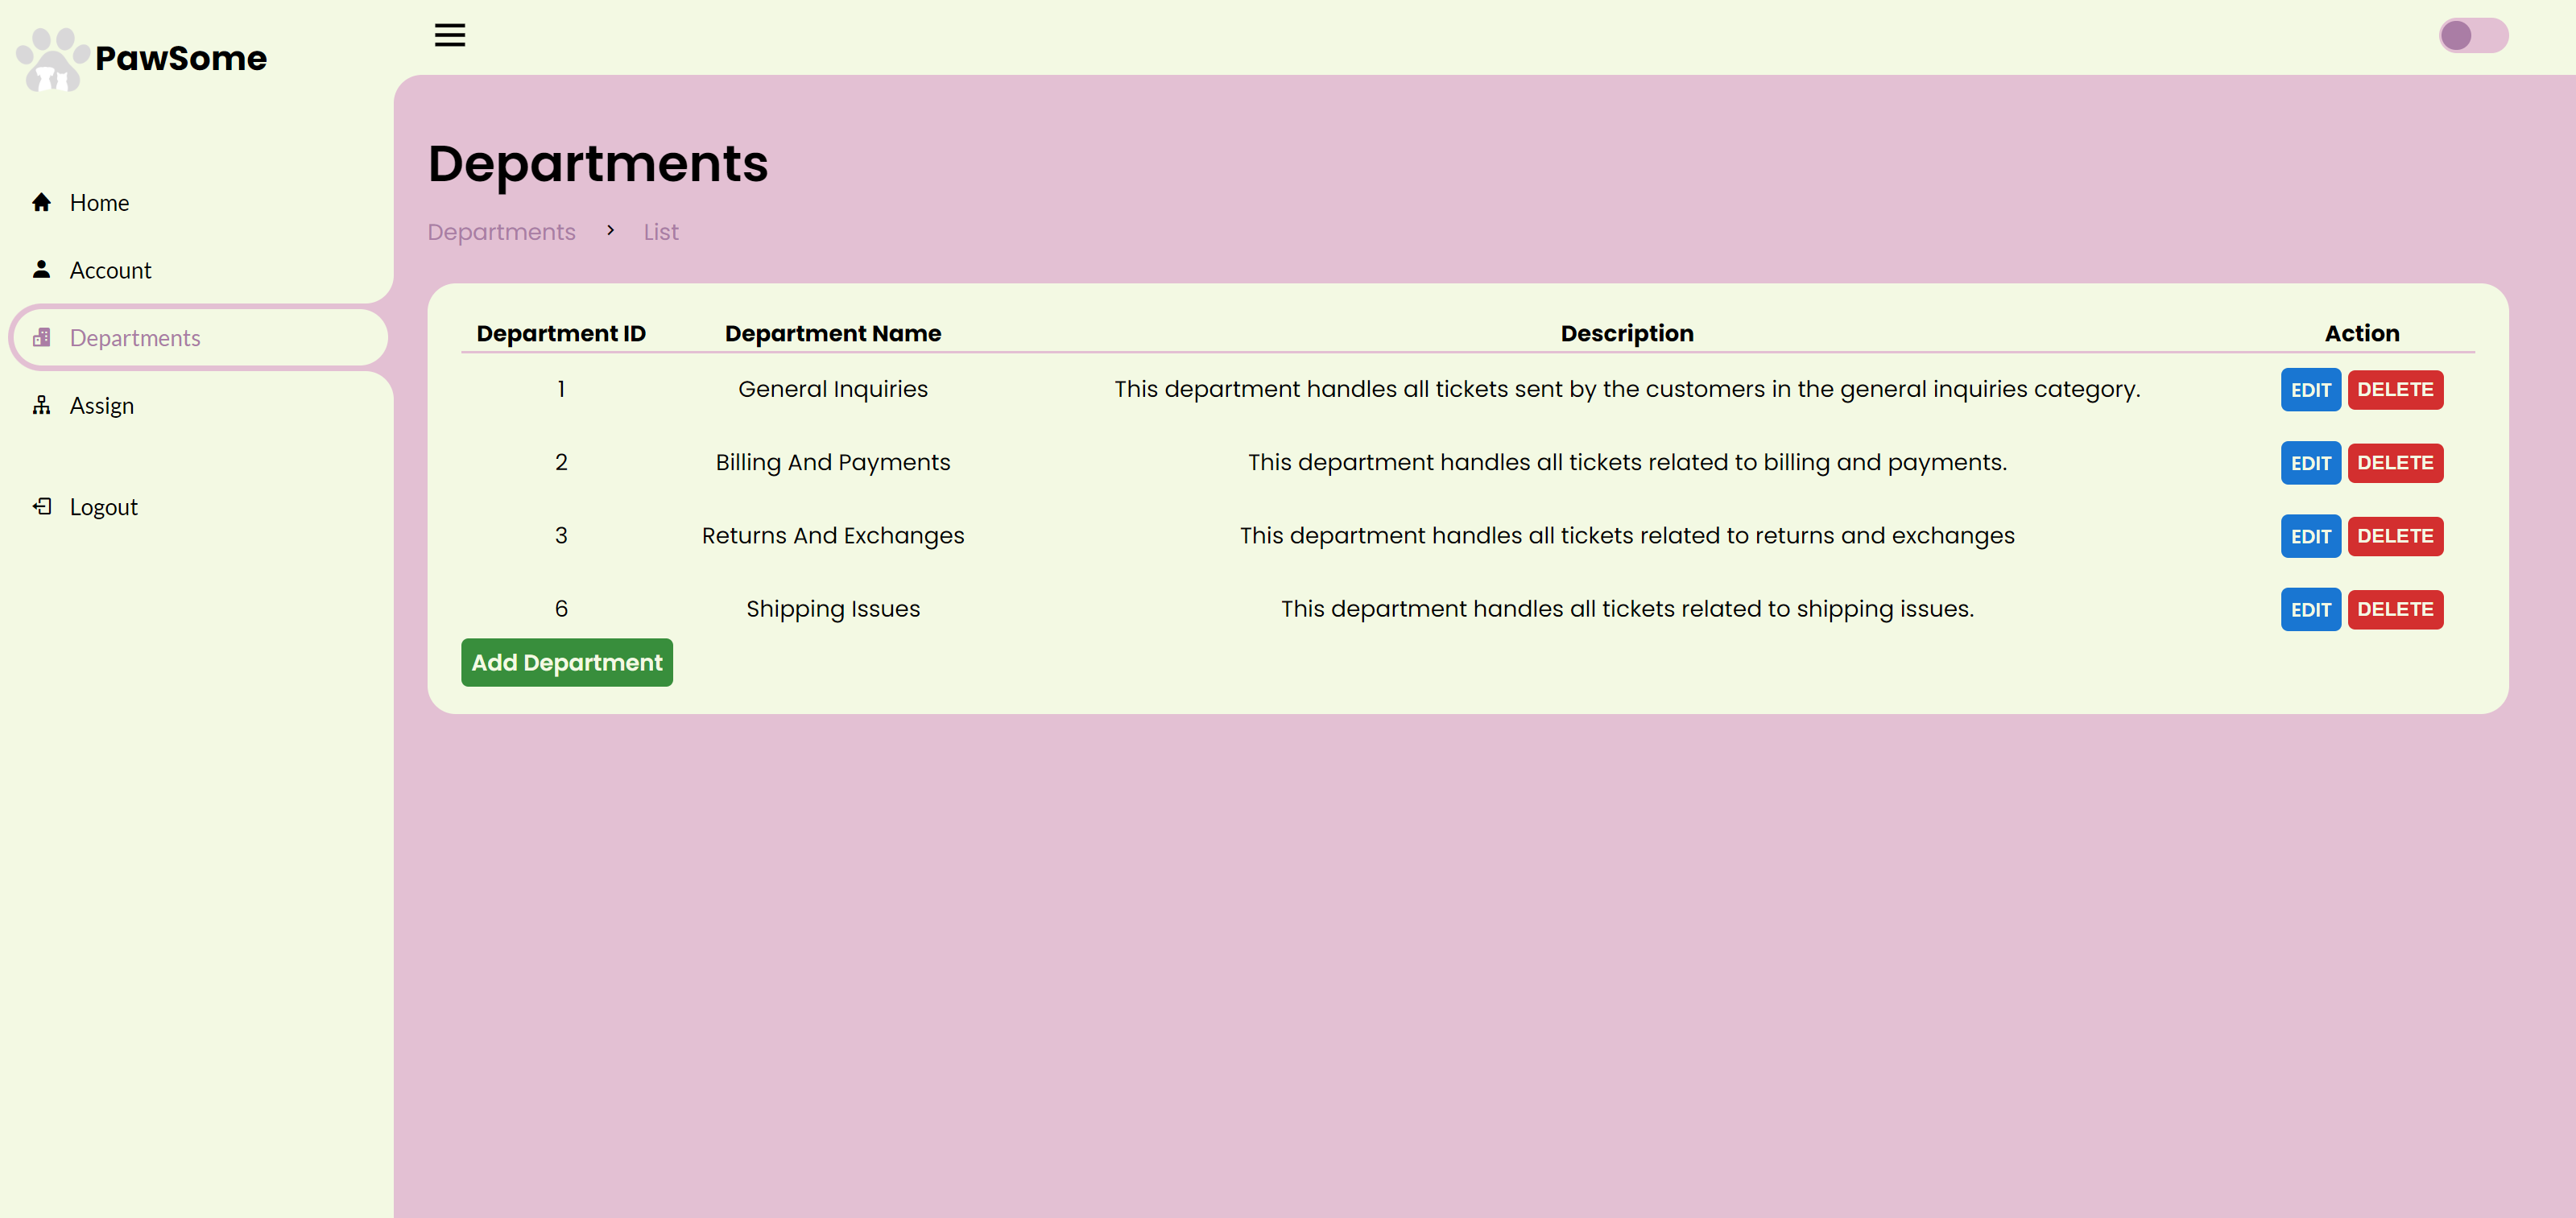 PawSome
Home
Account
Departments
Assign
Logout
Departments
Departments > List
Department ID Department Name Description Action
1 General Inquiries This department handles all tickets sent by the customers in the general inquiries category. EDIT DELETE
2 Billing And Payments This department handles all tickets related to billing and payments. EDIT DELETE
3 Returns And Exchanges This department handles all tickets related to returns and exchanges EDIT DELETE
6 Shipping Issues This department handles all tickets related to shipping issues. EDIT DELETE
Add Department